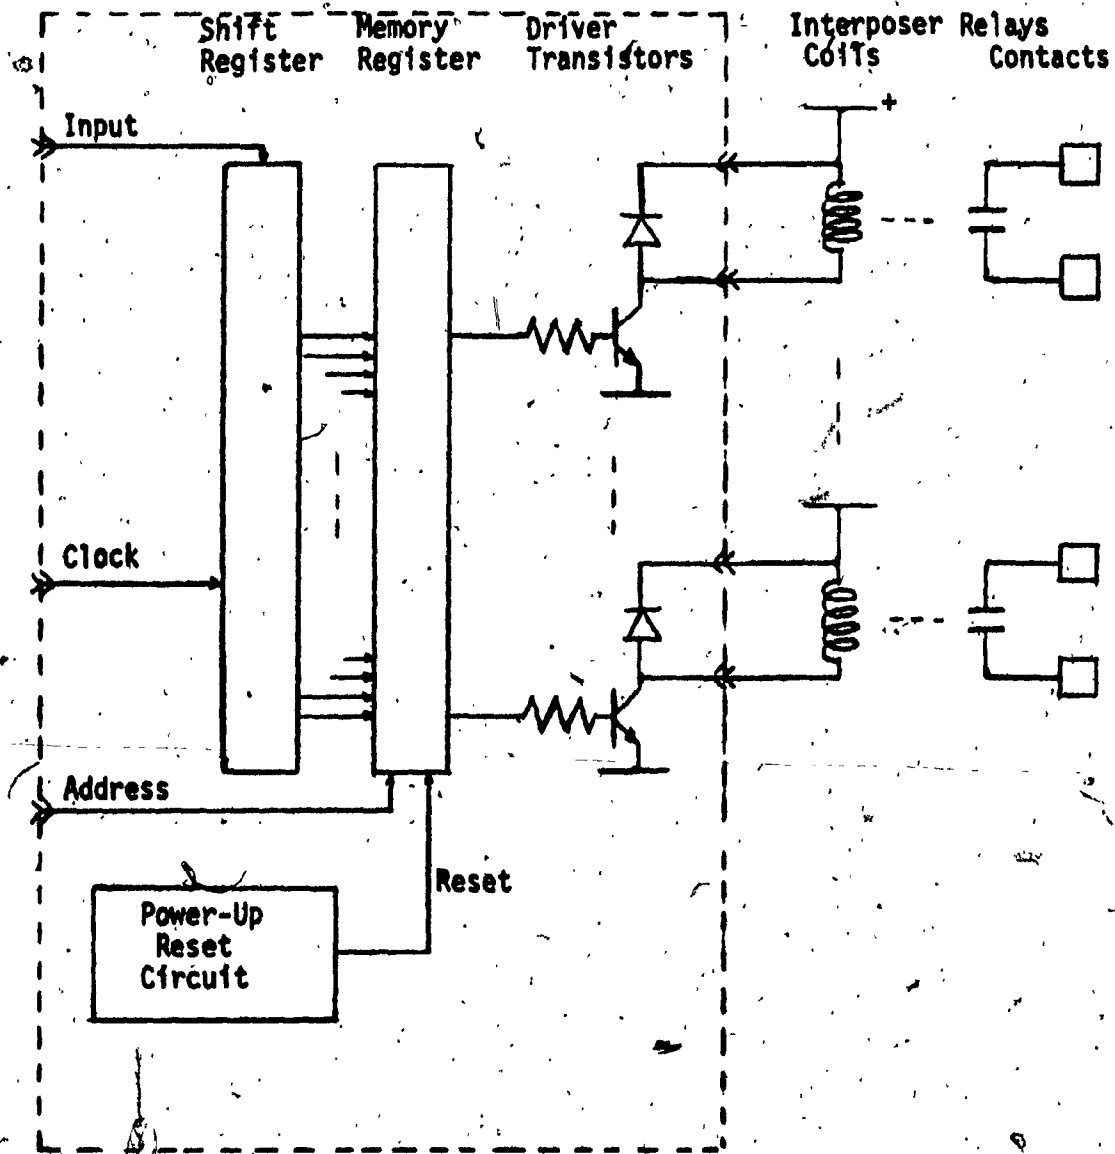 Shift Memory Driver Interposer Relays
Register Register Transistors Coils Contacts
+
Input
Clock
Address
Reset
Power-Up
Reset
Circuit